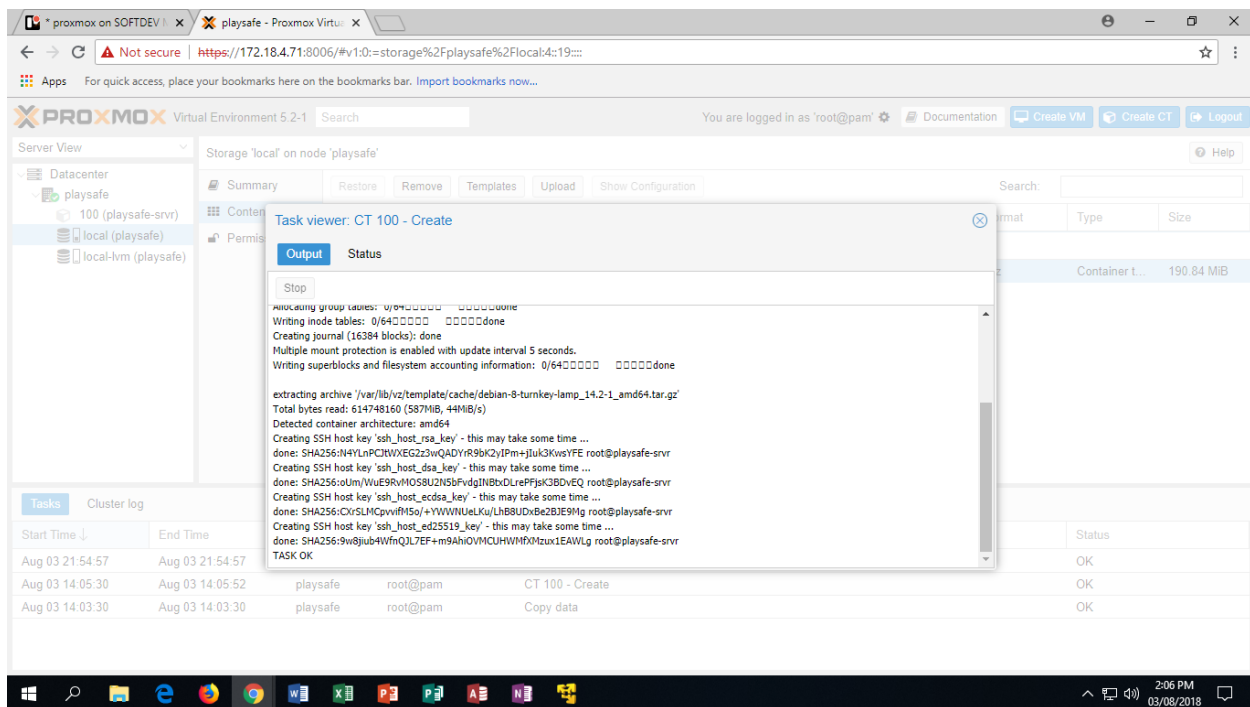 * proxmox on SOFTDEV
playsafe - Proxmox Virtu
Not secure https://172.18.4.71:8006/#v1:0:=storage%2Fplaysafe%2Flocal:4::19::::
Apps For quick access, place your bookmarks here on the bookmarks bar. Import bookmarks now...
PROXMOX Virtual Environment 5.2-1 Search You are logged in as 'root@pam' Documentation Create VM Create CT Logout
Server View
Storage 'local' on node 'playsafe' Help
Datacenter
playsafe
100 (playsafe-srvr)
local (playsafe)
local-lvm (playsafe)
Summary
Conten
Permis
Restore Remove Templates Upload Show Configuration Search:
rmat Type Size
z Container t... 190.84 MiB
Task viewer: CT 100 - Create
Output Status
Stop
Allocating group tables: 0/64□□□□□ □□□□□done
Writing inode tables: 0/64□□□□□ □□□□□done
Creating journal (16384 blocks): done
Multiple mount protection is enabled with update interval 5 seconds.
Writing superblocks and filesystem accounting information: 0/64□□□□□ □□□□□done
extracting archive '/var/lib/vz/template/cache/debian-8-turnkey-lamp_14.2-1_amd64.tar.gz'
Total bytes read: 614748160 (587MiB, 44MiB/s)
Detected container architecture: amd64
Creating SSH host key 'ssh_host_rsa_key' - this may take some time ...
done: SHA256:N4YLnPCJtWXEG2z3wQADYrR9bK2yIPm+jIuk3KwsYFE root@playsafe-srvr
Creating SSH host key 'ssh_host_dsa_key' - this may take some time ...
done: SHA256:oUm/WuE9RvMOS8U2N5bFvdgINBtxDLrePFjsK3BDvEQ root@playsafe-srvr
Creating SSH host key 'ssh_host_ecdsa_key' - this may take some time ...
done: SHA256:CXrSLMCpvvifM5o/+YWWNUeLKu/LhB8UDxBe2BJE9Mg root@playsafe-srvr
Creating SSH host key 'ssh_host_ed25519_key' - this may take some time ...
done: SHA256:9w8jiub4WfnQJL7EF+m9AhiOVMCUHWMfXMzux1EAWLg root@playsafe-srvr
TASK OK
Tasks Cluster log
Start Time End Time Status
Aug 03 21:54:57 Aug 03 21:54:57 OK
Aug 03 14:05:30 Aug 03 14:05:52 playsafe root@pam CT 100 - Create OK
Aug 03 14:03:30 Aug 03 14:03:30 playsafe root@pam Copy data OK
2:06 PM
03/08/2018